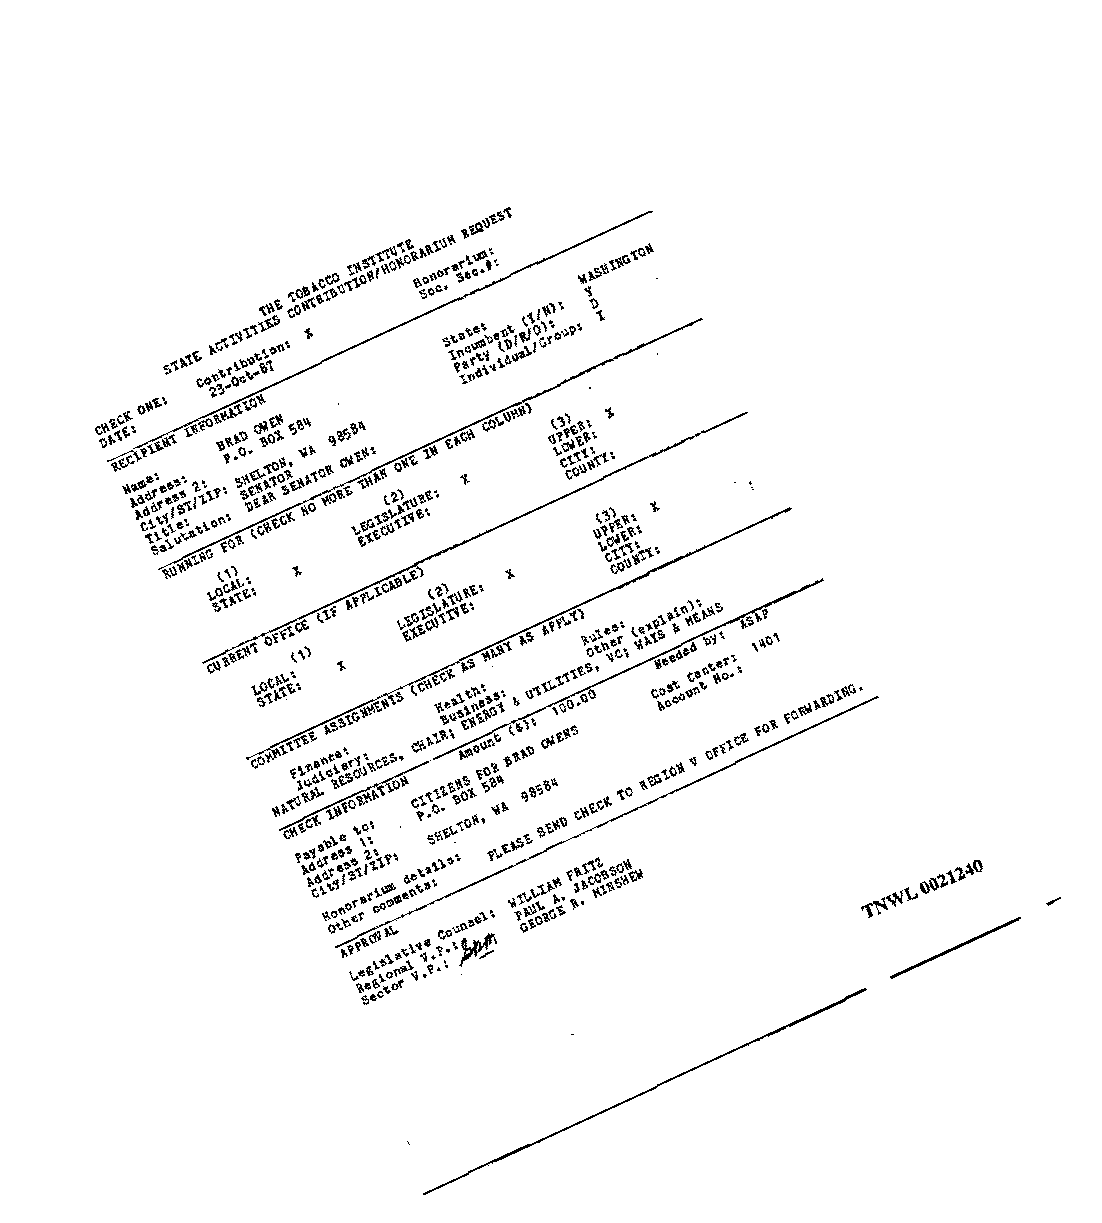 THE TOBACCO INSTITUTE
STATE ACTIVITIES CONTRIBUTION/HONORARIUM REQUEST
CHECK ONE: Contribution: X Honorarium:
DATE: 23-Oct-87 Soc. Sec.#:
RECIPIENT INFORMATION
Name: BRAD OWEN State: WASHINGTON
Address: P.O. BOX 584 Incumbent (Y/N): Y
Address 2: Party (D/R/O): D
City/ST/ZIP: SHELTON, WA 98584 Individual/Group: I
Title: SENATOR
Salutation: DEAR SENATOR OWEN:
RUNNING FOR (CHECK NO MORE THAN ONE IN EACH COLUMN)
(1) (2) (3)
LOCAL: LEGISLATURE: X UPPER: X
STATE: X EXECUTIVE: LOWER:
CITY:
COUNTY:
CURRENT OFFICE (IF APPLICABLE)
(1) (2) (3)
LOCAL: LEGISLATURE: X UPPER: X
STATE: X EXECUTIVE: LOWER:
CITY:
COUNTY:
COMMITTEE ASSIGNMENTS (CHECK AS MANY AS APPLY)
Finance: Health: Rules:
Judiciary: Business: Other (explain):
NATURAL RESOURCES, CHAIR; ENERGY & UTILITIES, VC; WAYS & MEANS
CHECK INFORMATION Amount ($): 100.00 Needed by: ASAP
Payable to: CITIZENS FOR BRAD OWENS Cost Center: 1401
Address 1: P.O. BOX 584 Account No.:
Address 2:
City/ST/ZIP: SHELTON, WA 98584
Honorarium details:
Other comments: PLEASE SEND CHECK TO REGION V OFFICE FOR FORWARDING.
APPROVAL
Legislative Counsel: WILLIAM FRITZ
Regional V.P.: PAUL A. JACOBSON
Sector V.P.: GEORGE R. MINSHEW
TNWL 0021240